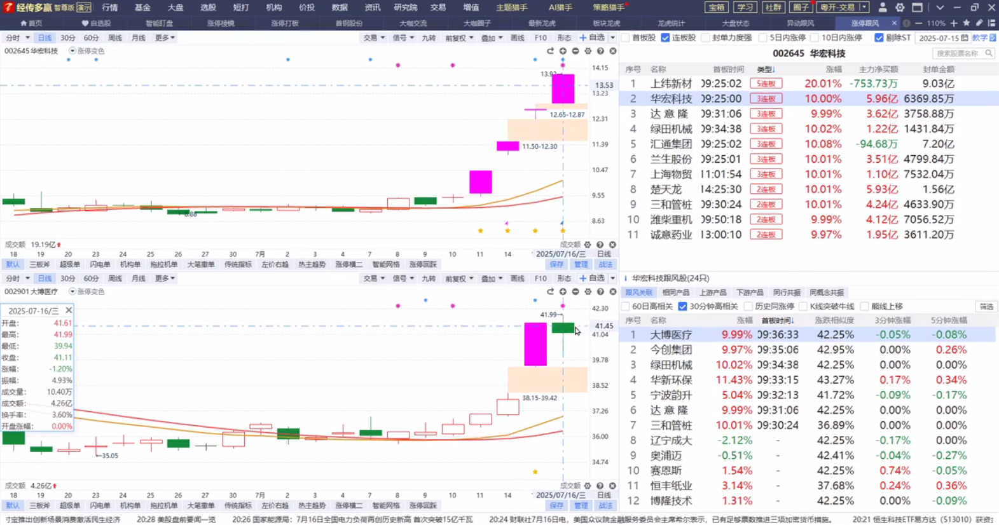 经传多赢 智尊版 演示 行情 基金 大盘 选股 短打 机构 价投 数据 资讯 研究院 交易 增值 主题猎手 AI猎手 策略猎手 宝箱 学习 社群 圈子 粤开-交易
首页 自选股 智能盯盘 涨停棱镜 涨停打板 首钢股份 大咖交流 大咖圈子 最新龙虎 板块龙虎 龙虎统计 大盘状态 异动跟风 涨停跟风 × 110%
分时 日线 30分 60分 周线 月线 更多 交易 信号 九转 前复权 叠加 画线 F10 形态 自选
002645 华宏科技 涨停变色
14.15
13.92
13.53
13.23
12.65-12.87
12.31
11.50-12.30
11.39
10.47
9.55
8.63
成交额 19.19亿 成交额
18 19 20 23 24 25 26 27 30 7月 2 3 4 7 8 9 10 11 14 2025/07/16/三 日线
默认 三板斧 超级单 闪电单 机构单 拖拉机单 大笔撤单 传统指标 左价右趋 热主趋势 涨停横二 智能网格 涨停回踩 保存 管理 战法
分时 日线 30分 60分 周线 月线 更多 交易 信号 九转 前复权 叠加 画线 F10 形态 自选
002901 大博医疗 涨停变色
2025-07-16/三
开盘: 41.61
最高: 41.99
最低: 39.94
收盘: 41.11
涨幅: -1.20%
振幅: 4.93%
成交量: 10.40万
成交额: 4.26亿
换手率: 3.60%
开盘涨幅: 0.00%
42.30
41.99
41.45
41.04
39.78
38.52
38.15-39.42
37.26
36.00
35.05
34.74
成交额 4.26亿 成交额
18 19 20 23 24 25 26 27 30 7月 2 3 4 7 8 9 10 11 14 2025/07/16/三 日线
默认 三板斧 超级单 闪电单 机构单 拖拉机单 大笔撤单 传统指标 左价右趋 热主趋势 涨停横二 智能网格 涨停回踩 保存 管理 战法
首板股 连板股 封单力度强 5日内涨停 10日内涨停 剔除ST 2025-07-15 教学
002645 华宏科技 搜索股票名称
序号 名称 首板时间 类型↓ 涨幅 主力净买额 封单金额
1 上纬新材 09:25:02 5连板 20.01% -753.73万 9.03亿
2 华宏科技 09:25:00 3连板 10.00% 5.96亿 6369.85万
3 达意隆 09:31:06 3连板 9.99% 3.62亿 3758.88万
4 绿田机械 09:34:38 3连板 10.02% 1.22亿 1431.84万
5 汇通集团 09:25:02 3连板 10.08% -94.68万 7.20亿
6 兰生股份 09:25:01 3连板 10.01% 3.51亿 4799.84万
7 上海物贸 11:01:54 3连板 10.01% 1.10亿 7532.04万
8 楚天龙 14:25:30 2连板 10.01% 5.93亿 1.56亿
9 三和管桩 09:30:24 2连板 10.01% 4.24亿 4633.90万
10 潍柴重机 09:50:18 2连板 9.99% 4.12亿 7056.52万
11 诚意药业 13:00:10 2连板 9.97% 1.95亿 3611.20万
华宏科技跟风股(24只)
跟风关联 相同产品 上游产品 下游产品 同行共振 同概念共振
60日高相关 30分钟高相关 历史同涨停 K线突破牛线 能线上移 筛选
序号 名称 涨幅 首板时间↓ 涨跌相似度 3分钟涨幅 5分钟涨幅
1 大博医疗 9.99% 09:36:33 42.25% -0.05% -0.08%
2 今创集团 9.97% 09:35:06 42.95% 0.00% 0.26%
3 绿田机械 10.02% 09:34:38 42.25% 0.00% 0.00%
4 华新环保 11.43% 09:33:15 43.27% 0.17% 0.34%
5 宁波韵升 5.04% 09:32:13 41.72% -0.09% -0.17%
6 达意隆 9.99% 09:31:06 42.25% 0.00% 0.00%
7 三和管桩 10.01% 09:30:24 36.89% 0.00% 0.00%
8 辽宁成大 -2.12% - 42.25% -0.17% 0.00%
9 奥浦迈 -0.51% - 42.41% -0.04% -0.27%
10 赛恩斯 1.54% - 42.25% 0.74% -0.05%
11 恒丰纸业 3.14% - 37.68% 0.24% 0.36%
12 博隆技术 1.31% - 42.25% 0.00% -0.09%
寸宝推出创新场景消费激活民生经济 20:28 美股盘前要闻一览 20:26 国家能源局：7月16日全国电力负荷再创历史新高 首次突破15亿千瓦 20:24 财联社7月16日电，美国众议院金融服务委员会主席希尔表示，已有足够票数推进三项加密货币措施。 20:21 恒生科技ETF易方达（513010）获资